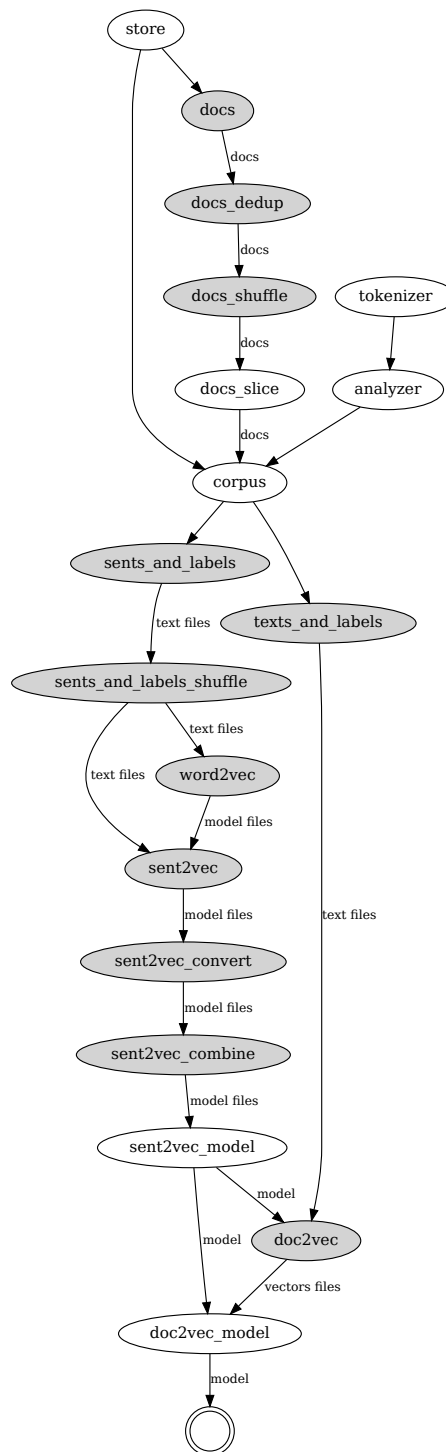 store
docs
docs
docs_dedup
docs
docs_shuffle
tokenizer
docs
docs_slice
analyzer
docs
corpus
sents_and_labels
texts_and_labels
text files
sents_and_labels_shuffle
text files
text files
word2vec
model files
sent2vec
model files
text files
sent2vec_convert
model files
sent2vec_combine
model files
sent2vec_model
model
model
doc2vec
vectors files
doc2vec_model
model